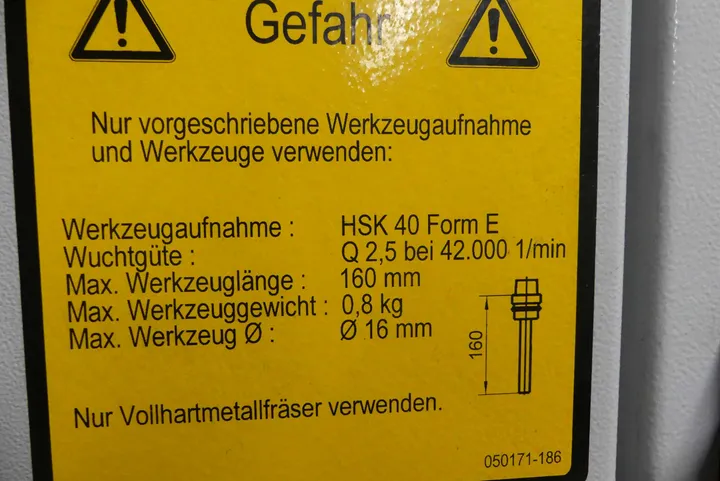 Gefahr
Nur vorgeschriebene Werkzeugaufnahme
und Werkzeuge verwenden:
Werkzeugaufnahme : HSK 40 Form E
Wuchtgüte : Q 2,5 bei 42.000 1/min
Max. Werkzeuglänge : 160 mm
Max. Werkzeuggewicht : 0,8 kg
Max. Werkzeug Ø : Ø 16 mm
160
Nur Vollhartmetallfräser verwenden.
050171-186